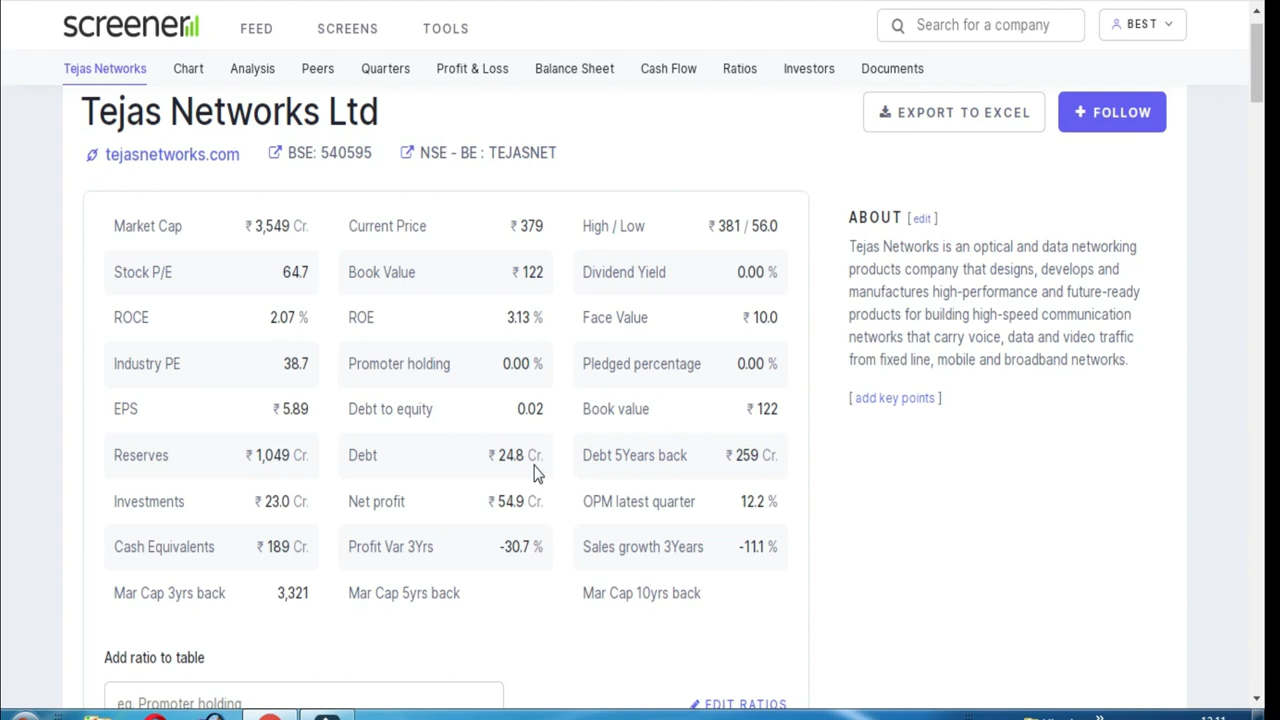 screener FEED SCREENS TOOLS Search for a company BEST
Tejas Networks Chart Analysis Peers Quarters Profit & Loss Balance Sheet Cash Flow Ratios Investors Documents
Tejas Networks Ltd
EXPORT TO EXCEL + FOLLOW
tejasnetworks.com BSE: 540595 NSE - BE : TEJASNET
Market Cap ₹ 3,549 Cr. Current Price ₹ 379 High / Low ₹ 381 / 56.0
Stock P/E 64.7 Book Value ₹ 122 Dividend Yield 0.00 %
ROCE 2.07 % ROE 3.13 % Face Value ₹ 10.0
Industry PE 38.7 Promoter holding 0.00 % Pledged percentage 0.00 %
EPS ₹ 5.89 Debt to equity 0.02 Book value ₹ 122
Reserves ₹ 1,049 Cr. Debt ₹ 24.8 Cr. Debt 5Years back ₹ 259 Cr.
Investments ₹ 23.0 Cr. Net profit ₹ 54.9 Cr. OPM latest quarter 12.2 %
Cash Equivalents ₹ 189 Cr. Profit Var 3Yrs -30.7 % Sales growth 3Years -11.1 %
Mar Cap 3yrs back 3,321 Mar Cap 5yrs back Mar Cap 10yrs back
Add ratio to table
eg. Promoter holding
EDIT RATIOS
ABOUT [ edit ]
Tejas Networks is an optical and data networking
products company that designs, develops and
manufactures high-performance and future-ready
products for building high-speed communication
networks that carry voice, data and video traffic
from fixed line, mobile and broadband networks.
[ add key points ]